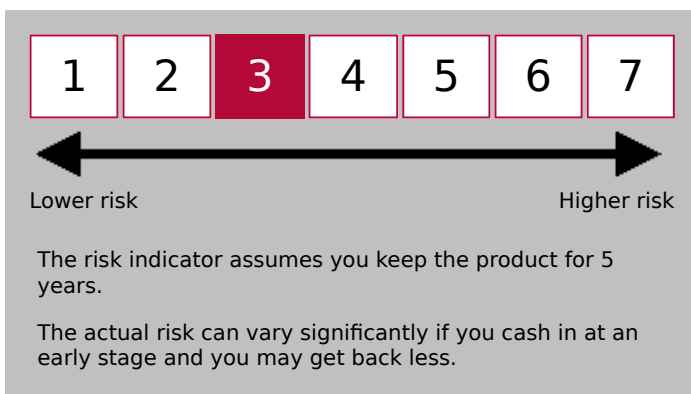 1 2 3 4 5 6 7
Lower risk Higher risk
The risk indicator assumes you keep the product for 5
years.
The actual risk can vary significantly if you cash in at an
early stage and you may get back less.